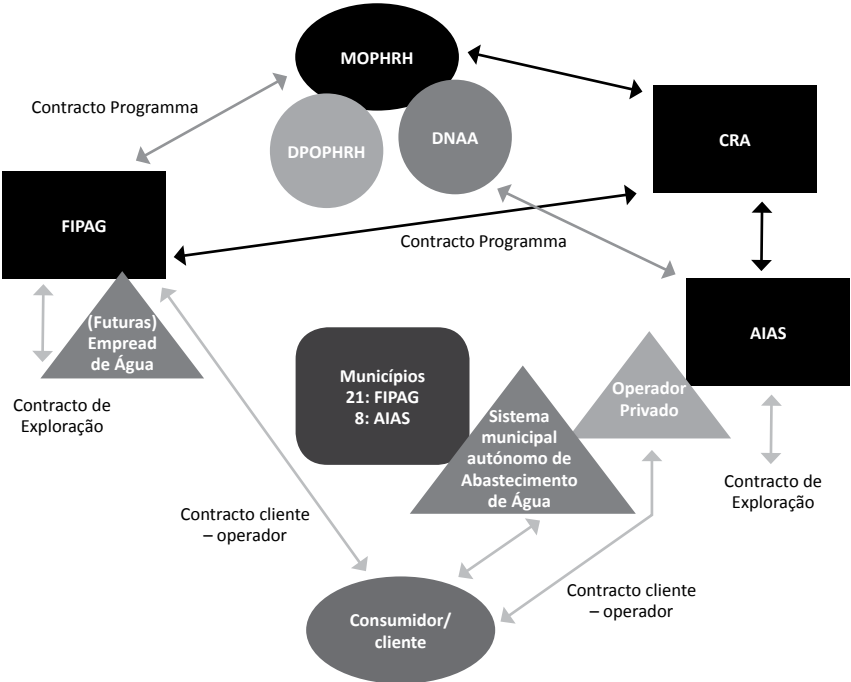 MOPHRH
Contracto Programma
DPOPHRH
DNAA
CRA
FIPAG
Contracto Programma
(Futuras)
Empread
de Água
AIAS
Municípios
21: FIPAG
8: AIAS
Operador
Privado
Contracto de
Exploração
Sistema
municipal
autónomo de
Abastecimento
de Água
Contracto de
Exploração
Contracto cliente
– operador
Contracto cliente
– operador
Consumidor/
cliente